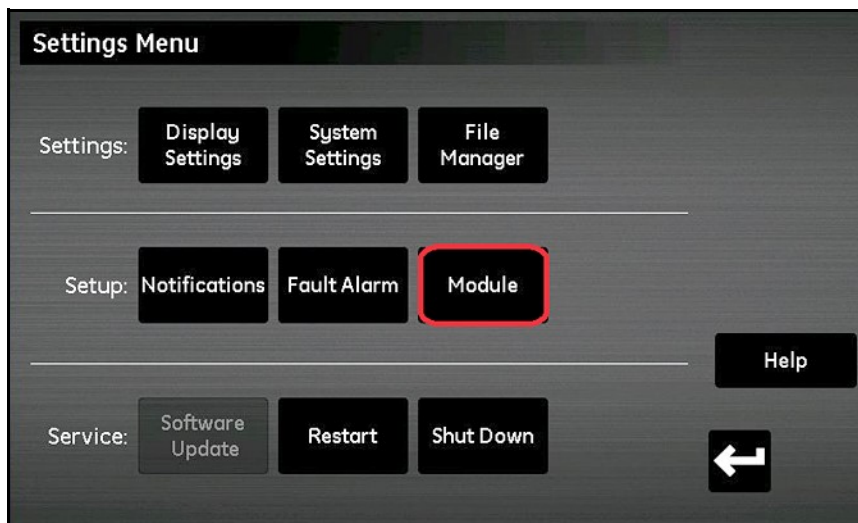 Settings Menu
Settings:
Display
Settings
System
Settings
File
Manager
Setup:
Notifications
Fault Alarm
Module
Help
Service:
Software
Update
Restart
Shut Down